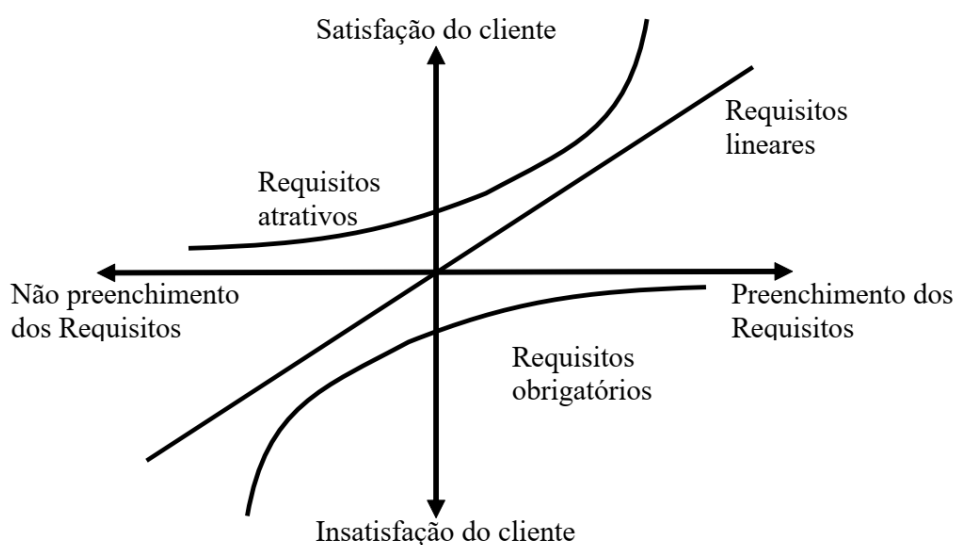 Satisfação do cliente
Requisitos
lineares
Requisitos
atrativos
Não preenchimento
dos Requisitos
Preenchimento dos
Requisitos
Requisitos
obrigatórios
Insatisfação do cliente